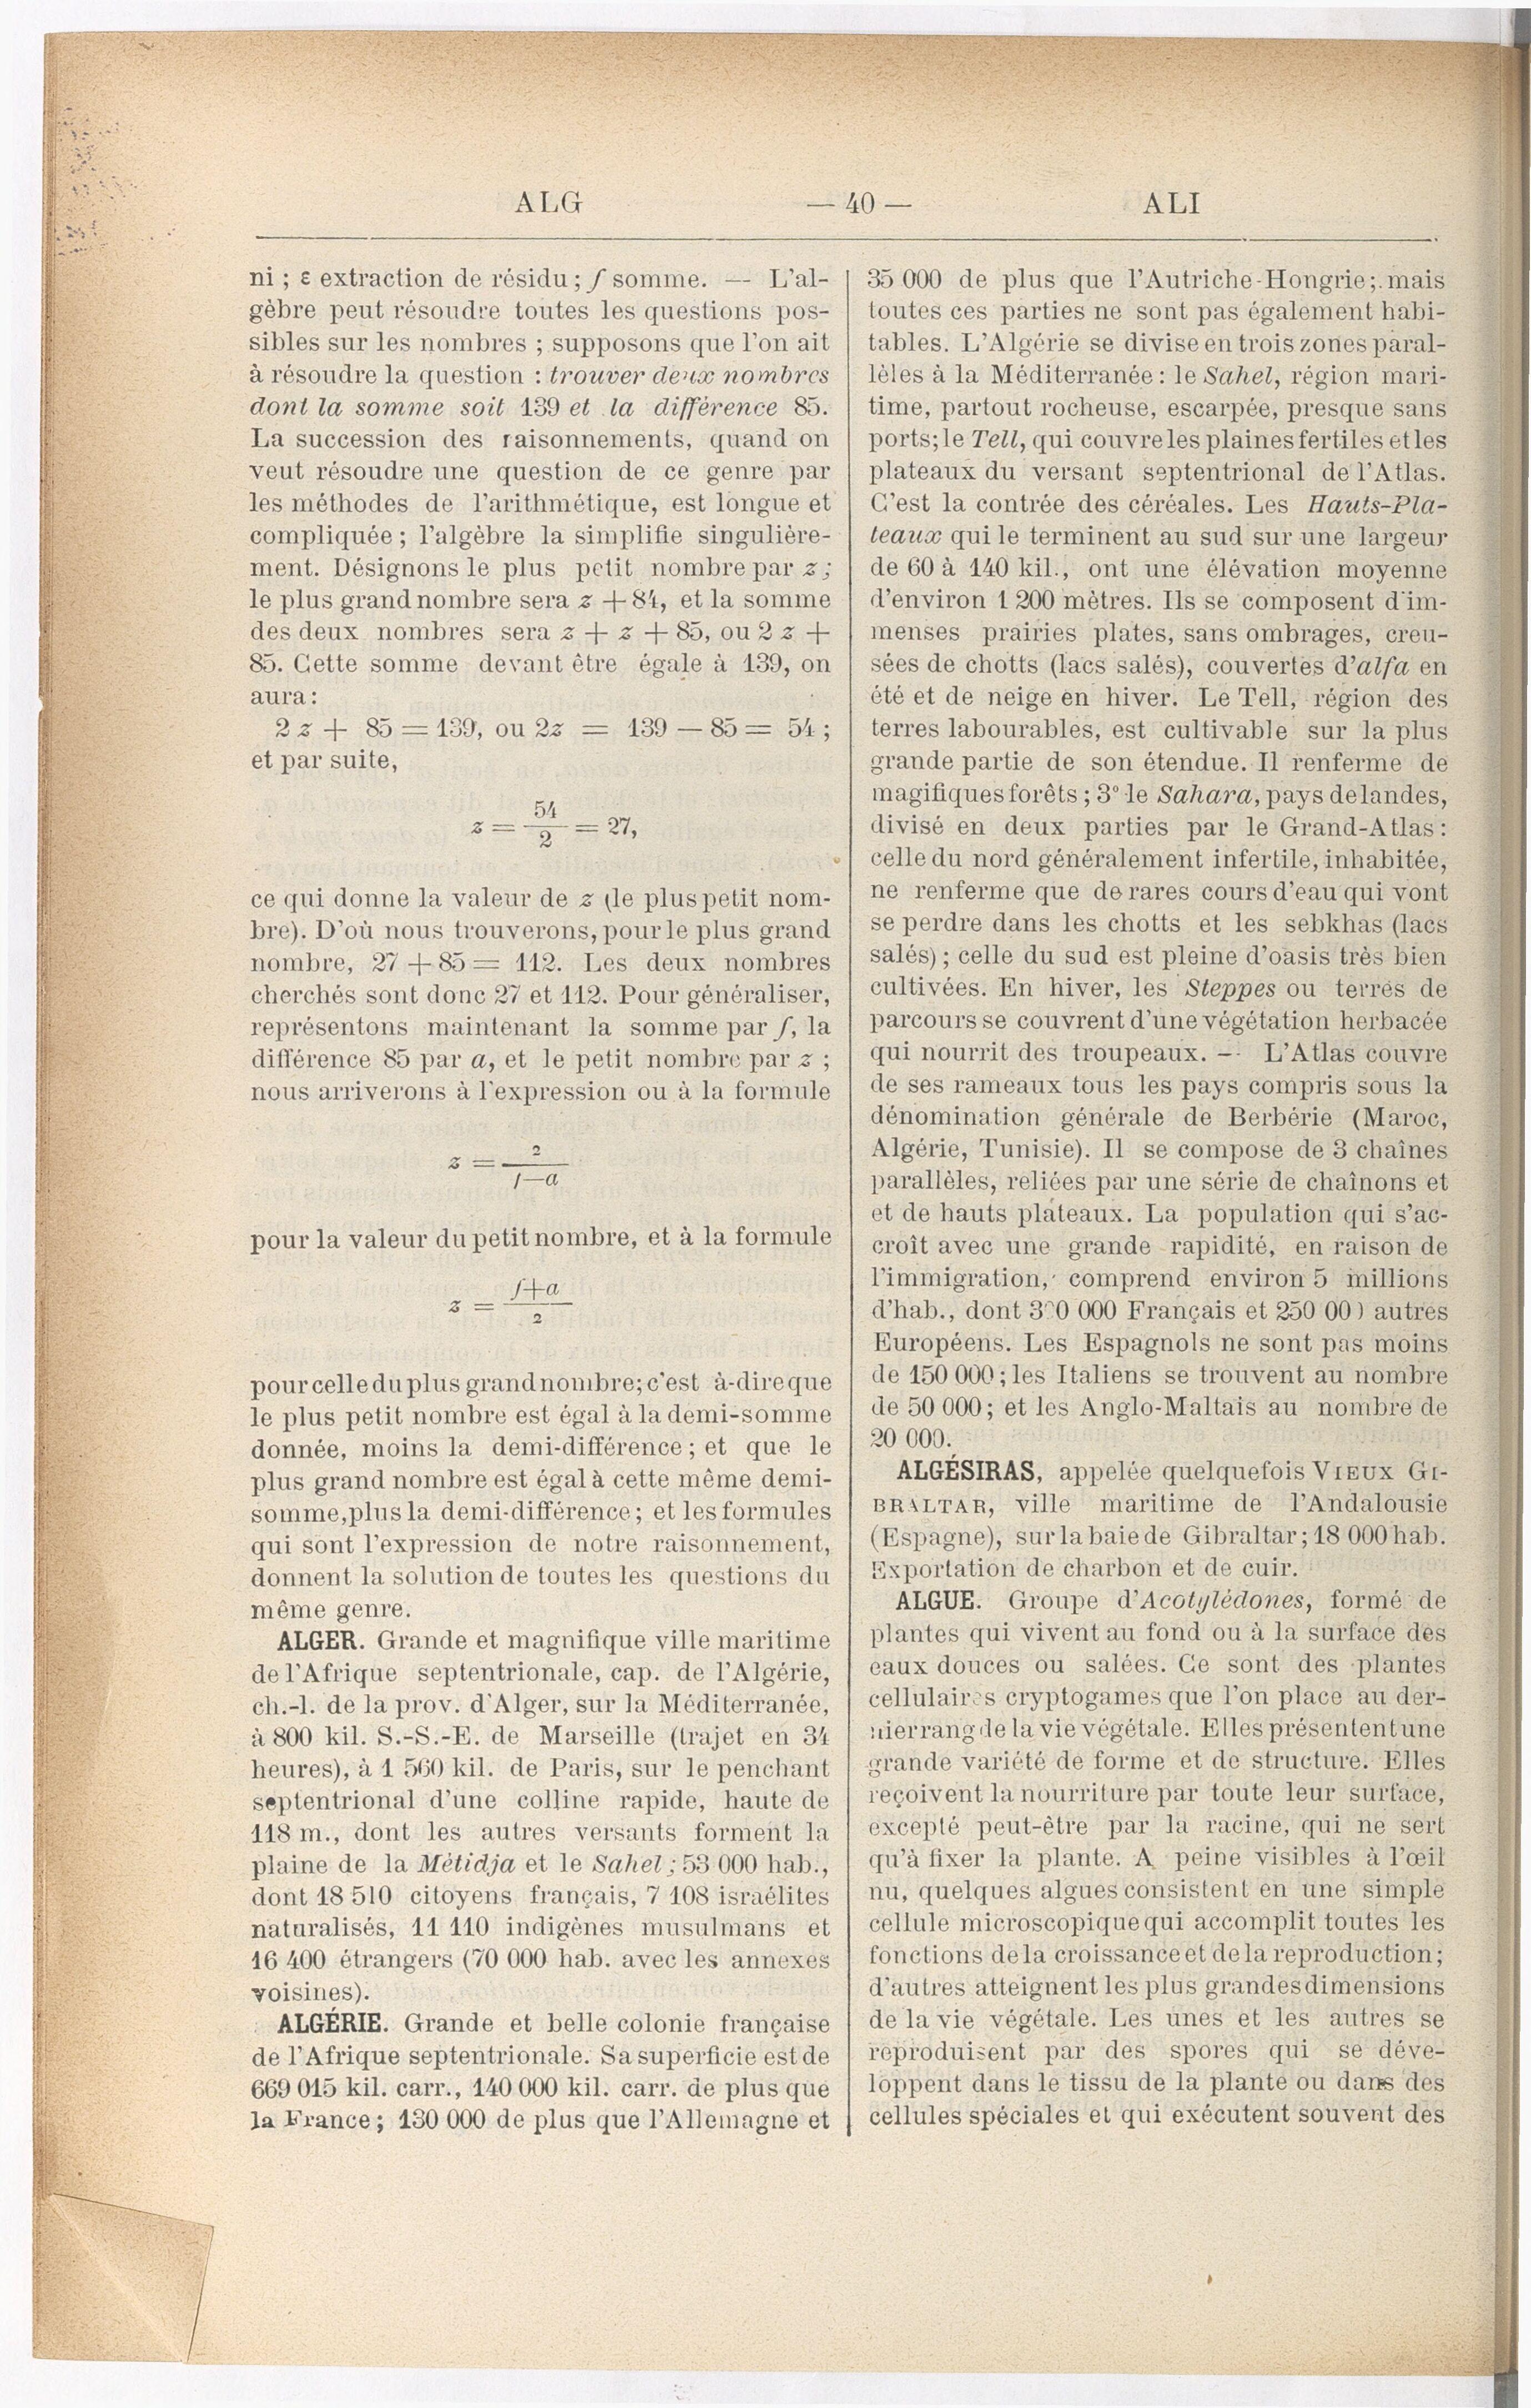 ALG — 40 — ALI
ni ; ε extraction de résidu ; ſ somme. — L'al-
gèbre peut résoudre toutes les questions pos-
sibles sur les nombres ; supposons que l'on ait
à résoudre la question : trouver deux nombres
dont la somme soit 139 et la différence 85.
La succession des raisonnements, quand on
veut résoudre une question de ce genre par
les méthodes de l'arithmétique, est longue et
compliquée ; l'algèbre la simplifie singulière-
ment. Désignons le plus petit nombre par z ;
le plus grand nombre sera z + 84, et la somme
des deux nombres sera z + z + 85, ou 2 z +
85. Cette somme devant être égale à 139, on
aura :
2 z + 85 = 139, ou 2z = 139 — 85 = 54 ;
et par suite,
z = 54/2 = 27,
ce qui donne la valeur de z (le plus petit nom-
bre). D'où nous trouverons, pour le plus grand
nombre, 27 + 85 = 112. Les deux nombres
cherchés sont donc 27 et 112. Pour généraliser,
représentons maintenant la somme par ſ, la
différence 85 par a, et le petit nombre par z ;
nous arriverons à l'expression ou à la formule
z = 2/ſ—a
pour la valeur du petit nombre, et à la formule
z = ſ+a/2
pour celle du plus grand nombre; c'est à-dire que
le plus petit nombre est égal à la demi-somme
donnée, moins la demi-différence ; et que le
plus grand nombre est égal à cette même demi-
somme, plus la demi-différence ; et les formules
qui sont l'expression de notre raisonnement,
donnent la solution de toutes les questions du
même genre.
ALGER. Grande et magnifique ville maritime
de l'Afrique septentrionale, cap. de l'Algérie,
ch.-l. de la prov. d'Alger, sur la Méditerranée,
à 800 kil. S.-S.-E. de Marseille (trajet en 34
heures), à 1 560 kil. de Paris, sur le penchant
septentrional d'une colline rapide, haute de
118 m., dont les autres versants forment la
plaine de la Métidja et le Sahel ; 53 000 hab.,
dont 18 510 citoyens français, 7 108 israélites
naturalisés, 11 110 indigènes musulmans et
16 400 étrangers (70 000 hab. avec les annexes
voisines).
ALGÉRIE. Grande et belle colonie française
de l'Afrique septentrionale. Sa superficie est de
669 015 kil. carr., 140 000 kil. carr. de plus que
la France ; 130 000 de plus que l'Allemagne et
35 000 de plus que l'Autriche-Hongrie ; mais
toutes ces parties ne sont pas également habi-
tables. L'Algérie se divise en trois zones paral-
lèles à la Méditerranée : le Sahel, région mari-
time, partout rocheuse, escarpée, presque sans
ports; le Tell, qui couvre les plaines fertiles et les
plateaux du versant septentrional de l'Atlas.
C'est la contrée des céréales. Les Hauts-Pla-
teaux qui le terminent au sud sur une largeur
de 60 à 140 kil., ont une élévation moyenne
d'environ 1 200 mètres. Ils se composent d'im-
menses prairies plates, sans ombrages, creu-
sées de chotts (lacs salés), couvertes d'alfa en
été et de neige en hiver. Le Tell, région des
terres labourables, est cultivable sur la plus
grande partie de son étendue. Il renferme de
magifiques forêts ; 3° le Sahara, pays de landes,
divisé en deux parties par le Grand-Atlas :
celle du nord généralement infertile, inhabitée,
ne renferme que de rares cours d'eau qui vont
se perdre dans les chotts et les sebkhas (lacs
salés) ; celle du sud est pleine d'oasis très bien
cultivées. En hiver, les Steppes ou terres de
parcours se couvrent d'une végétation herbacée
qui nourrit des troupeaux. — L'Atlas couvre
de ses rameaux tous les pays compris sous la
dénomination générale de Berbérie (Maroc,
Algérie, Tunisie). Il se compose de 3 chaînes
parallèles, reliées par une série de chaînons et
et de hauts plateaux. La population qui s'ac-
croît avec une grande rapidité, en raison de
l'immigration, comprend environ 5 millions
d'hab., dont Français et 250 000 autres
Européens. Les Espagnols ne sont pas moins
de 150 000 ; les Italiens se trouvent au nombre
de 50 000 ; et les Anglo-Maltais au nombre de
20 000.
ALGÉSIRAS, appelée quelquefois VIEUX GI-
BRALTAR, ville maritime de l'Andalousie
(Espagne), sur la baie de Gibraltar ; 18 000 hab.
Exportation de charbon et de cuir.
ALGUE. Groupe d'Acotylédones, formé de
plantes qui vivent au fond ou à la surface des
eaux douces ou salées. Ce sont des plantes
cellulaires cryptogames que l'on place au der-
nier rang de la vie végétale. Elles présentent une
grande variété de forme et de structure. Elles
reçoivent la nourriture par toute leur surface,
excepté peut-être par la racine, qui ne sert
qu'à fixer la plante. A peine visibles à l'œil
nu, quelques algues consistent en une simple
cellule microscopique qui accomplit toutes les
fonctions de la croissance et de la reproduction ;
d'autres atteignent les plus grandes dimensions
de la vie végétale. Les unes et les autres se
reproduisent par des spores qui se déve-
loppent dans le tissu de la plante ou dans des
cellules spéciales et qui exécutent souvent des